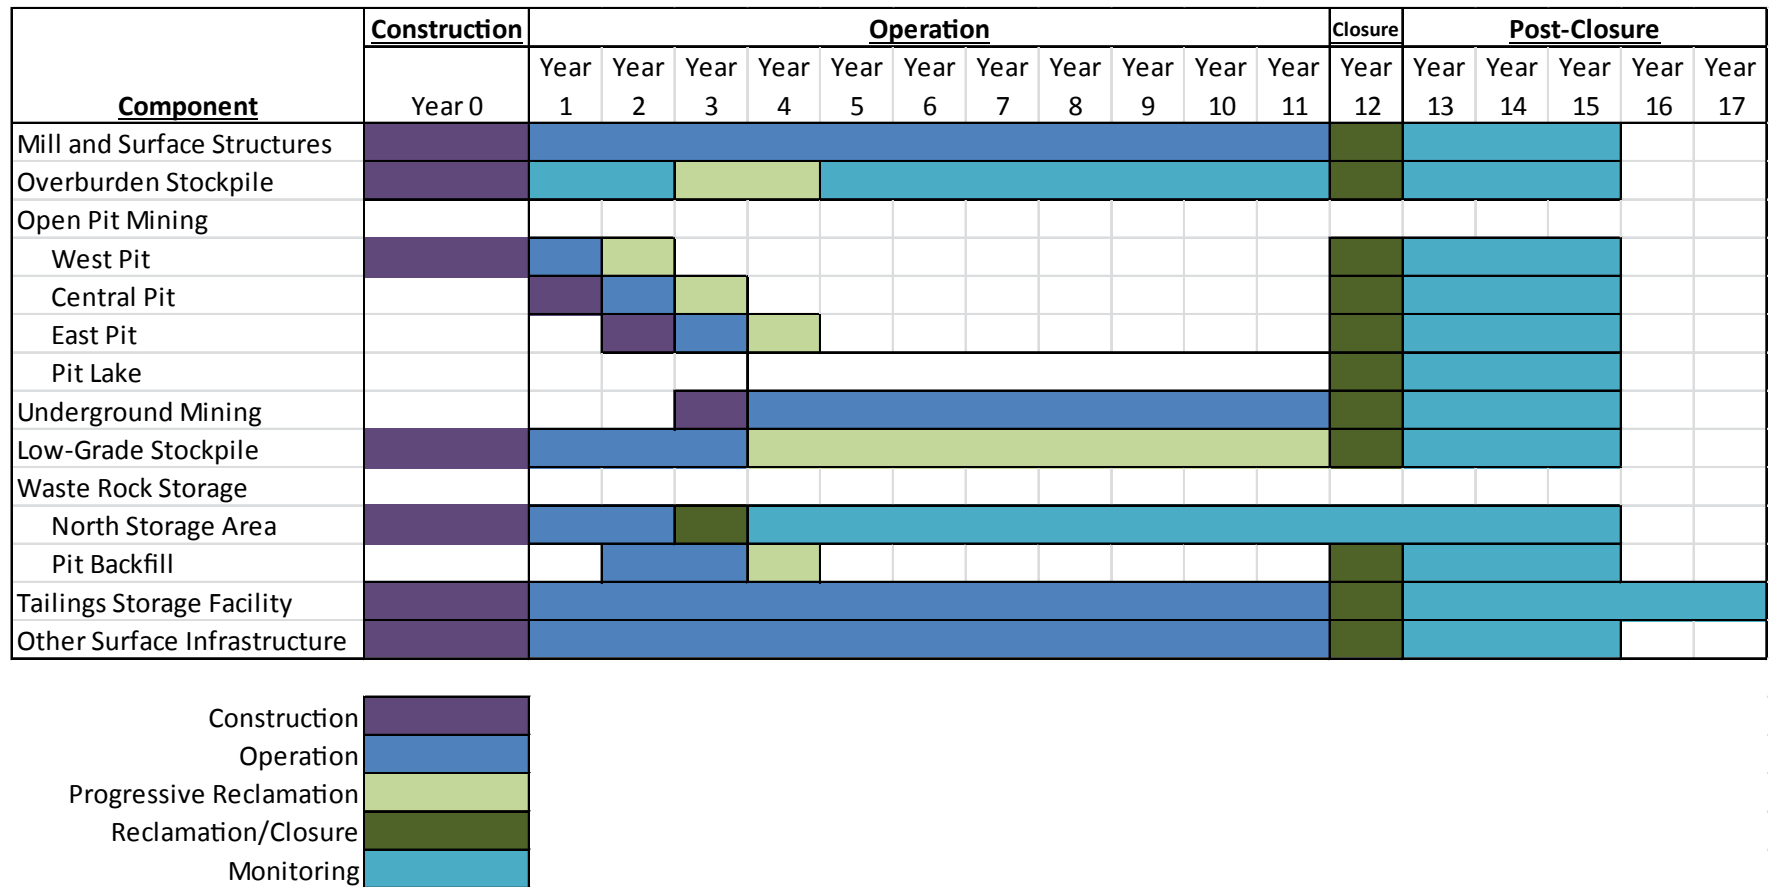 Construction Operation Closure Post-Closure
Year Year Year Year Year Year Year Year Year Year Year Year Year Year Year Year Year
Component Year 0 1 2 3 4 5 6 7 8 9 10 11 12 13 14 15 16 17
Mill and Surface Structures
Overburden Stockpile
Open Pit Mining
West Pit
Central Pit
East Pit
Pit Lake
Underground Mining
Low-Grade Stockpile
Waste Rock Storage
North Storage Area
Pit Backfill
Tailings Storage Facility
Other Surface Infrastructure
Construction
Operation
Progressive Reclamation
Reclamation/Closure
Monitoring